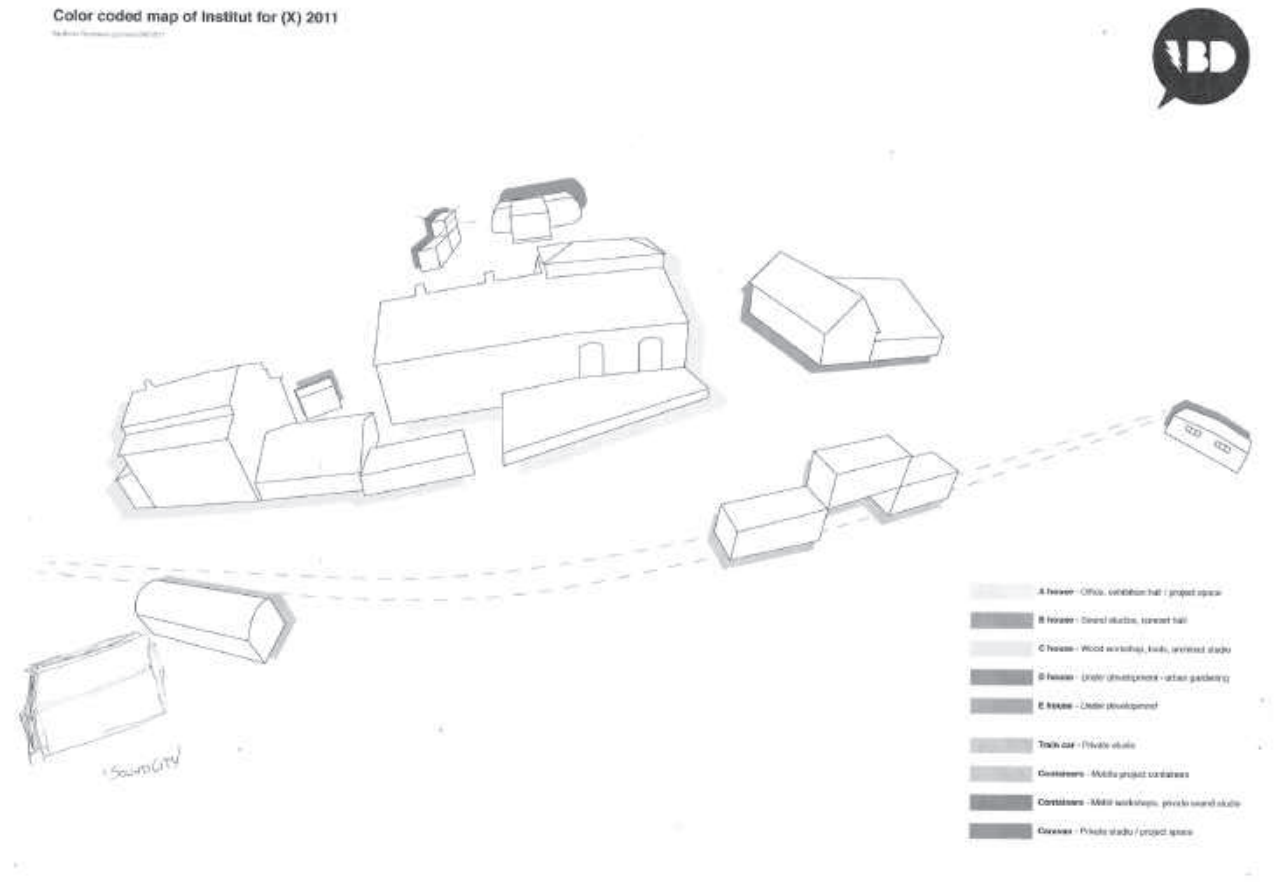 Color coded map of Institut for (X) 2011
BD
A house - Office, exhibition hall / project space
B house - Sound studios, concert hall
C house - Wood workshop, tools, architect studio
D house - Under development - urban gardening
E house - Under development
Train car - Private studio
Containers - Mobile project containers
Containers - Metal workshops, private sound studio
Caravan - Private studio / project space
'SOUNDCITY'